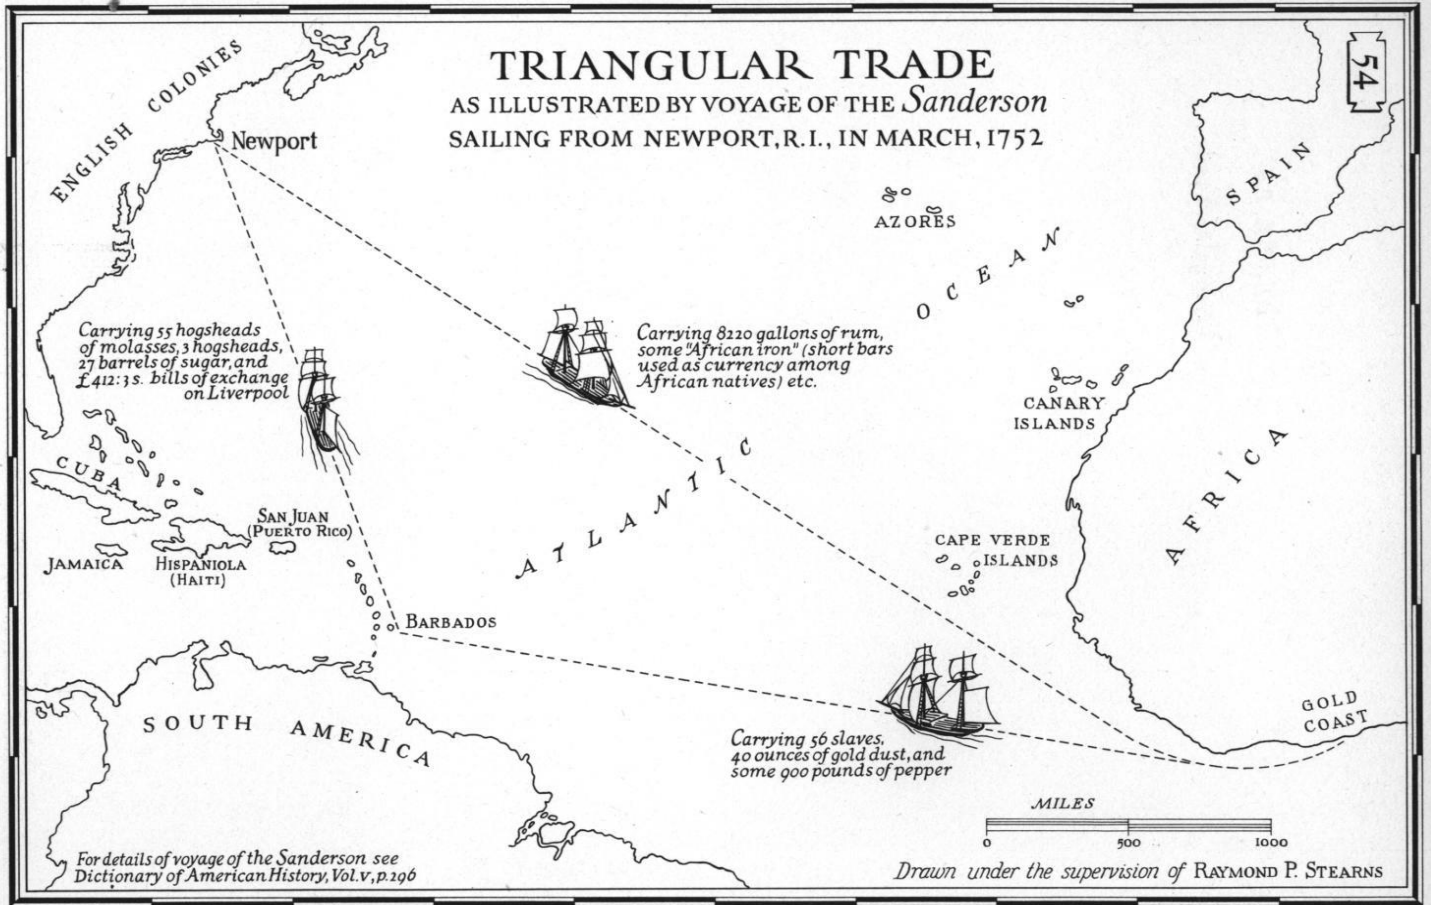 TRIANGULAR TRADE
AS ILLUSTRATED BY VOYAGE OF THE Sanderson
SAILING FROM NEWPORT, R.I., IN MARCH, 1752
54
ENGLISH COLONIES
Newport
SPAIN
AZORES
ATLANTIC OCEAN
Carrying 55 hogsheads
of molasses, 3 hogsheads,
27 barrels of sugar, and
£412:3s. bills of exchange
on Liverpool
Carrying 8220 gallons of rum,
some "African iron" (short bars
used as currency among
African natives) etc.
CANARY
ISLANDS
AFRICA
CUBA
SAN JUAN
(PUERTO RICO)
JAMAICA
HISPANIOLA
(HAITI)
CAPE VERDE
ISLANDS
BARBADOS
SOUTH AMERICA
GOLD
COAST
Carrying 56 slaves,
40 ounces of gold dust, and
some 900 pounds of pepper
MILES
0 500 1000
For details of voyage of the Sanderson see
Dictionary of American History, Vol. V, p. 296
Drawn under the supervision of RAYMOND P. STEARNS